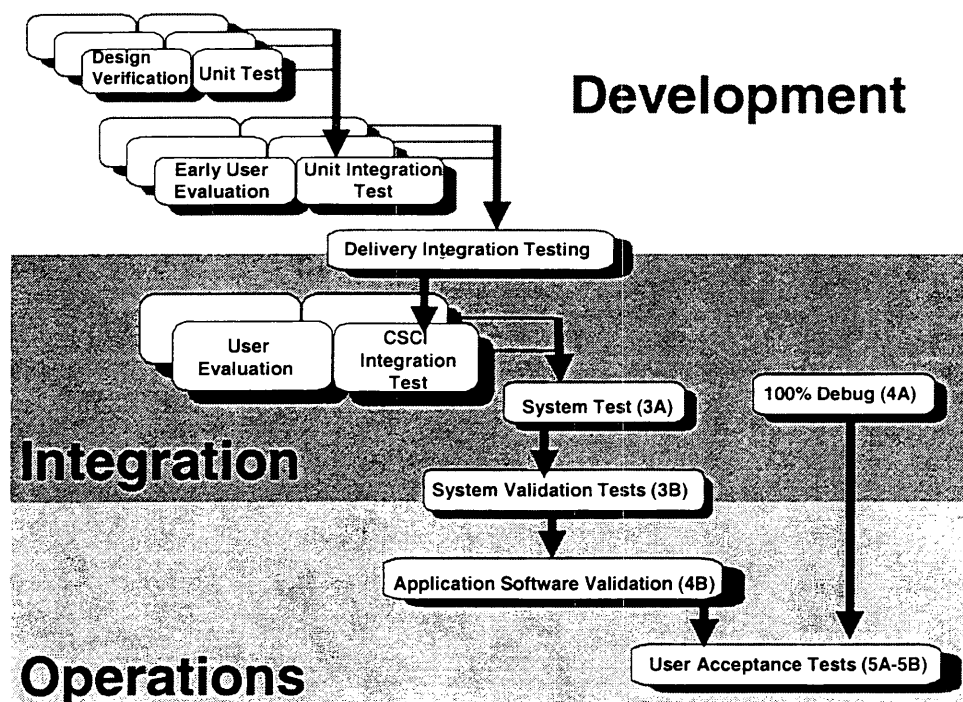 Design
Verification
Unit Test
Development
Early User
Evaluation
Unit Integration
Test
Delivery Integration Testing
User
Evaluation
CSCI
Integration
Test
System Test (3A)
100% Debug (4A)
Integration
System Validation Tests (3B)
Application Software Validation (4B)
User Acceptance Tests (5A-5B)
Operations